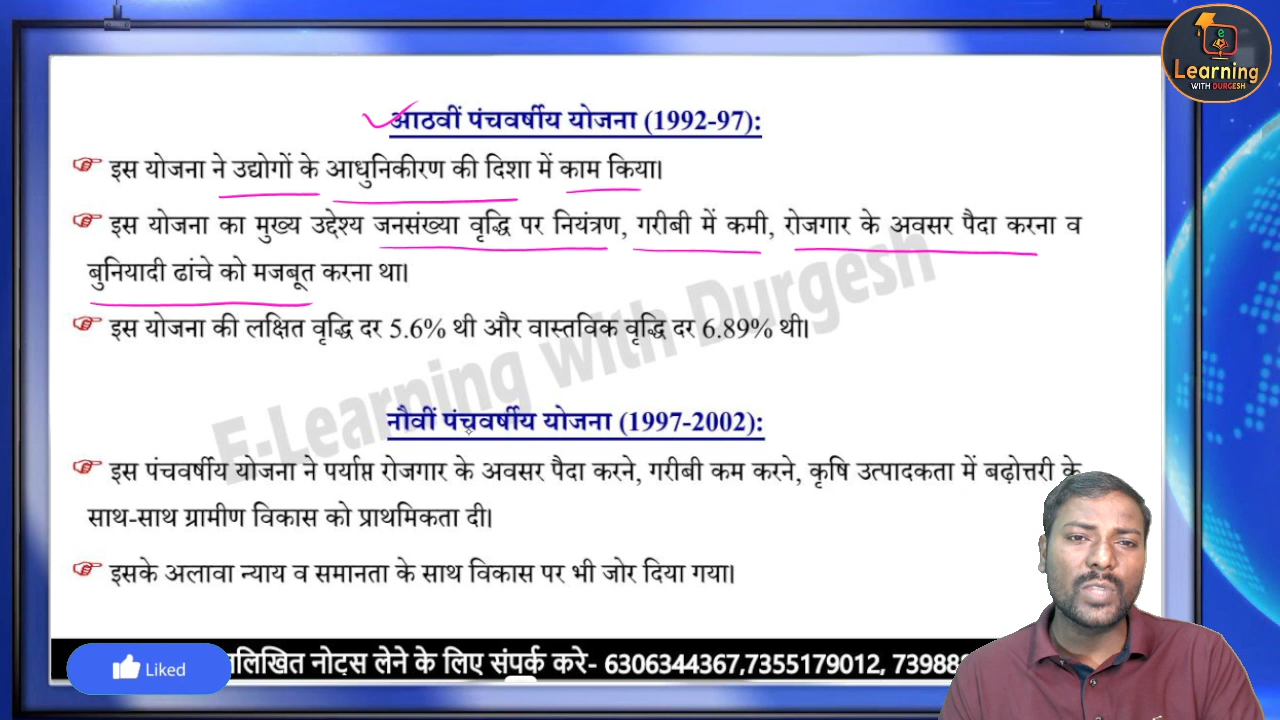 e
Learning
WITH DURGESH
आठवीं पंचवर्षीय योजना (1992-97):
इस योजना ने उद्योगों के आधुनिकीरण की दिशा में काम किया।
इस योजना का मुख्य उद्देश्य जनसंख्या वृद्धि पर नियंत्रण, गरीबी में कमी, रोजगार के अवसर पैदा करना व
बुनियादी ढांचे को मजबूत करना था।
इस योजना की लक्षित वृद्धि दर 5.6% थी और वास्तविक वृद्धि दर 6.89% थी।
E-Learning with Durgesh
नौवीं पंचवर्षीय योजना (1997-2002):
इस पंचवर्षीय योजना ने पर्याप्त रोजगार के अवसर पैदा करने, गरीबी कम करने, कृषि उत्पादकता में बढ़ोत्तरी के
साथ-साथ ग्रामीण विकास को प्राथमिकता दी।
इसके अलावा न्याय व समानता के साथ विकास पर भी जोर दिया गया।
Liked
नोट्स लेने के लिए संपर्क करे- 6306344367,7355179012,